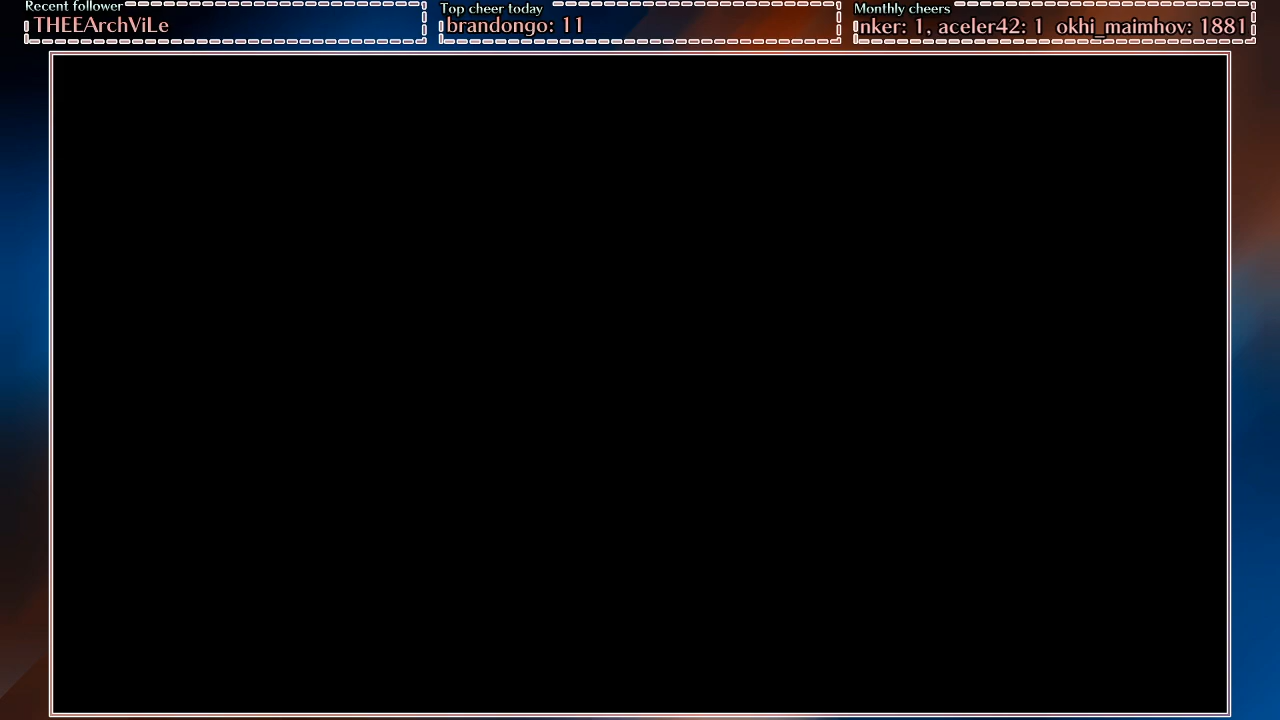 Recent follower
THEEArchViLe
Top cheer today
brandongo: 11
Monthly cheers
nker: 1, aceler42: 1 okhi_maimhov: 1881